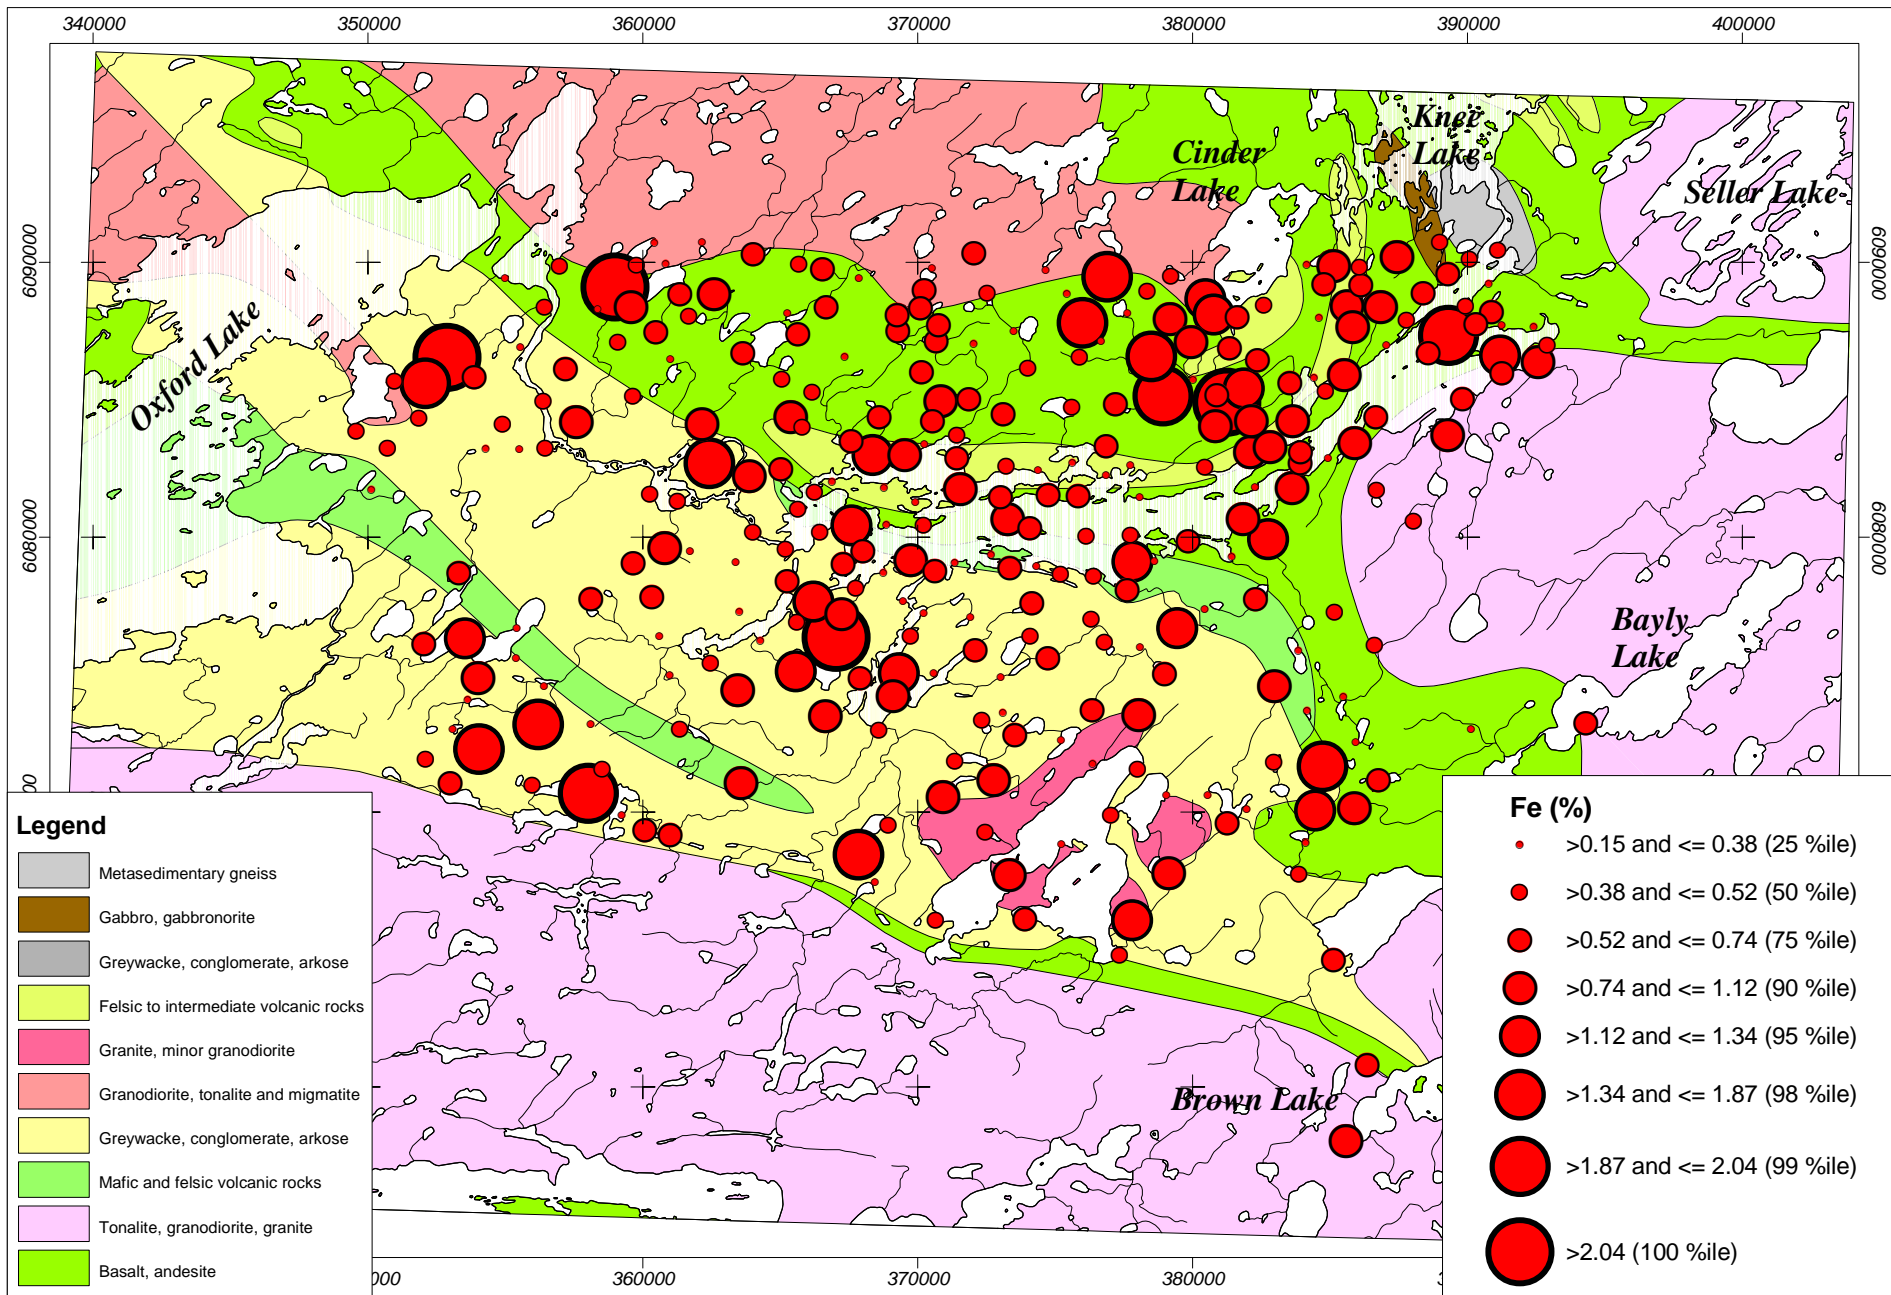 340000 350000 360000 370000 380000 390000 400000
Knee
Lake
Cinder
Lake
Seller Lake
6090000
6090000
Oxford Lake
6080000
6080000
Bayly
Lake
Brown Lake
Legend
Metasedimentary gneiss
Gabbro, gabbronorite
Greywacke, conglomerate, arkose
Felsic to intermediate volcanic rocks
Granite, minor granodiorite
Granodiorite, tonalite and migmatite
Greywacke, conglomerate, arkose
Mafic and felsic volcanic rocks
Tonalite, granodiorite, granite
Basalt, andesite
Fe (%)
>0.15 and <= 0.38 (25 %ile)
>0.38 and <= 0.52 (50 %ile)
>0.52 and <= 0.74 (75 %ile)
>0.74 and <= 1.12 (90 %ile)
>1.12 and <= 1.34 (95 %ile)
>1.34 and <= 1.87 (98 %ile)
>1.87 and <= 2.04 (99 %ile)
>2.04 (100 %ile)
360000 370000 380000